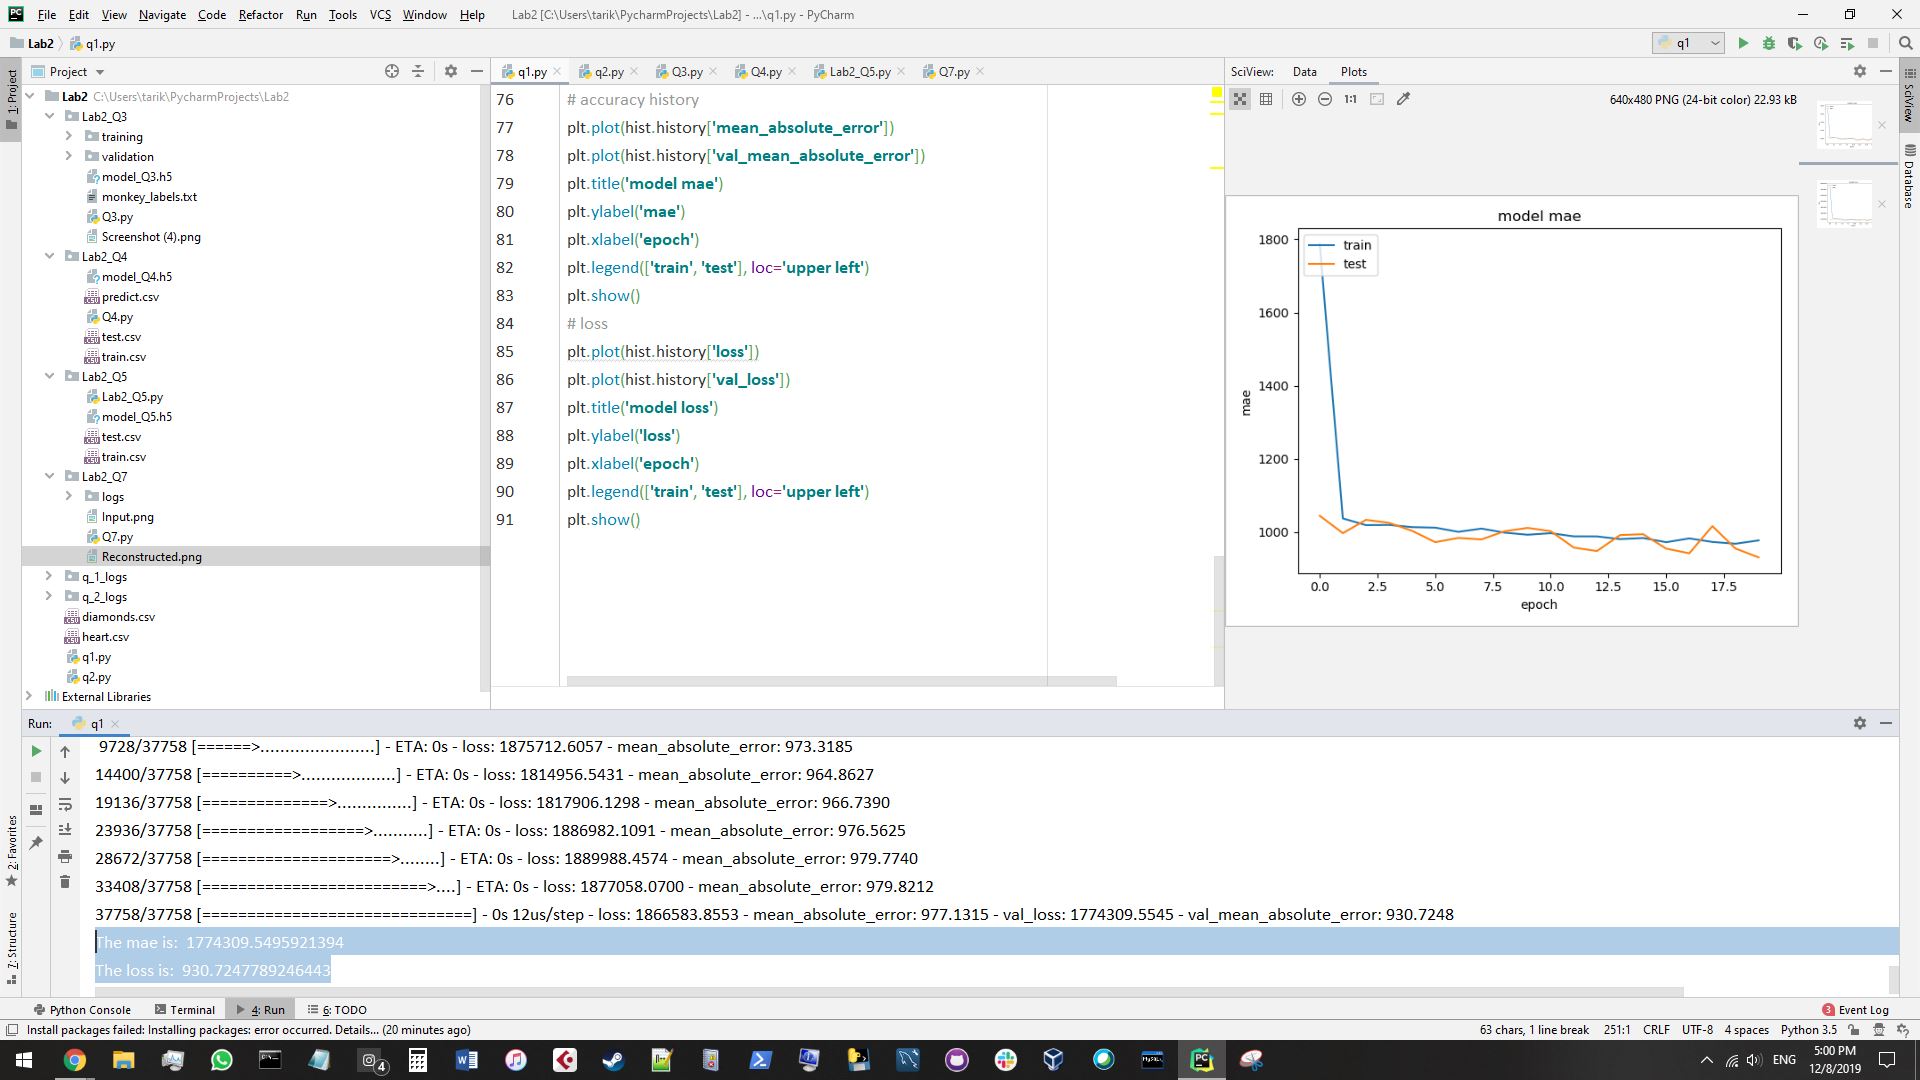 File Edit View Navigate Code Refactor Run Tools VCS Window Help Lab2 [C:\Users\tarik\PycharmProjects\Lab2] - ...\q1.py - PyCharm
Lab2 q1.py q1
Project q1.py q2.py Q3.py Q4.py Lab2_Q5.py Q7.py SciView: Data Plots
1: Project
Lab2 C:\Users\tarik\PycharmProjects\Lab2
Lab2_Q3
training
validation
model_Q3.h5
monkey_labels.txt
Q3.py
Screenshot (4).png
Lab2_Q4
model_Q4.h5
predict.csv
Q4.py
test.csv
train.csv
Lab2_Q5
Lab2_Q5.py
model_Q5.h5
test.csv
train.csv
Lab2_Q7
logs
Input.png
Q7.py
Reconstructed.png
q_1_logs
q_2_logs
diamonds.csv
heart.csv
q1.py
q2.py
External Libraries
76 # accuracy history
77 plt.plot(hist.history['mean_absolute_error'])
78 plt.plot(hist.history['val_mean_absolute_error'])
79 plt.title('model mae')
80 plt.ylabel('mae')
81 plt.xlabel('epoch')
82 plt.legend(['train', 'test'], loc='upper left')
83 plt.show()
84 # loss
85 plt.plot(hist.history['loss'])
86 plt.plot(hist.history['val_loss'])
87 plt.title('model loss')
88 plt.ylabel('loss')
89 plt.xlabel('epoch')
90 plt.legend(['train', 'test'], loc='upper left')
91 plt.show()
1:1 640x480 PNG (24-bit color) 22.93 kB
SciView
Database
model mae
train
test
1800
1600
1400
1200
1000
mae
0.0 2.5 5.0 7.5 10.0 12.5 15.0 17.5
epoch
Run: q1
9728/37758 [======>.......................] - ETA: 0s - loss: 1875712.6057 - mean_absolute_error: 973.3185
14400/37758 [==========>...................] - ETA: 0s - loss: 1814956.5431 - mean_absolute_error: 964.8627
19136/37758 [==============>...............] - ETA: 0s - loss: 1817906.1298 - mean_absolute_error: 966.7390
23936/37758 [==================>...........] - ETA: 0s - loss: 1886982.1091 - mean_absolute_error: 976.5625
28672/37758 [=====================>........] - ETA: 0s - loss: 1889988.4574 - mean_absolute_error: 979.7740
33408/37758 [=========================>....] - ETA: 0s - loss: 1877058.0700 - mean_absolute_error: 979.8212
37758/37758 [==============================] - 0s 12us/step - loss: 1866583.8553 - mean_absolute_error: 977.1315 - val_loss: 1774309.5545 - val_mean_absolute_error: 930.7248
The mae is:  1774309.5495921394
The loss is:  930.7247789246443
2: Favorites
7: Structure
Python Console Terminal 4: Run 6: TODO 3 Event Log
Install packages failed: Installing packages: error occurred. Details... (20 minutes ago) 63 chars, 1 line break 251:1 CRLF UTF-8 4 spaces Python 3.5
4 ENG 5:00 PM
12/8/2019